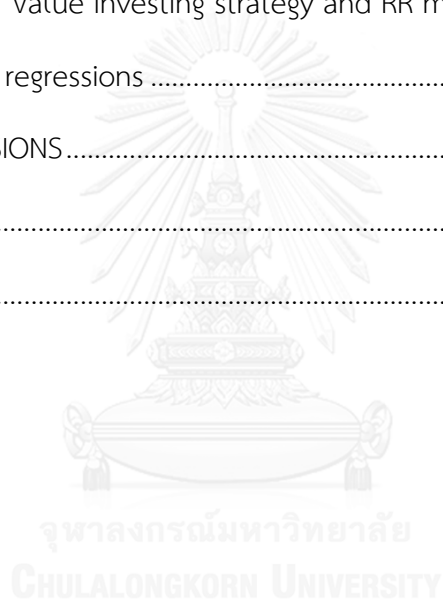 Value investing strategy and RR m
regressions ........................................................
SIONS ........................................................
........................................................
........................................................
จุฬาลงกรณ์มหาวิทยาลัย
CHULALONGKORN UNIVERSITY